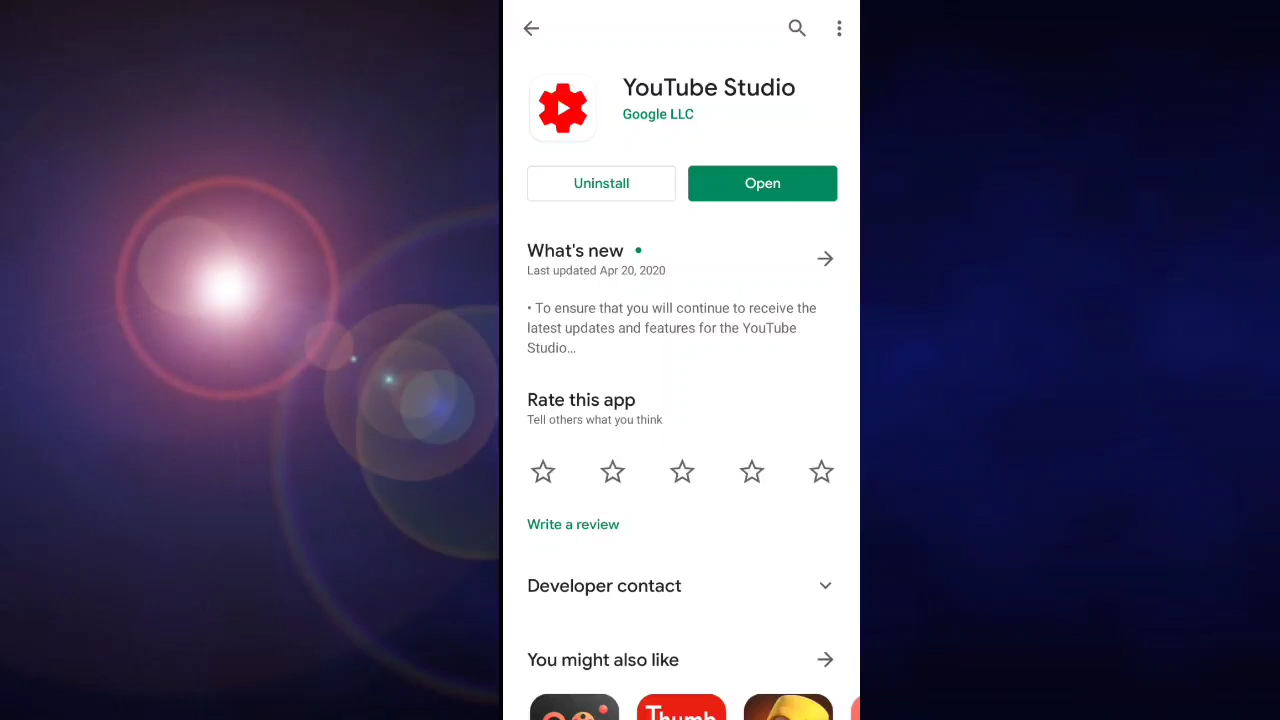 YouTube Studio
Google LLC
Uninstall
Open
What's new
Last updated Apr 20, 2020
• To ensure that you will continue to receive the
latest updates and features for the YouTube
Studio...
Rate this app
Tell others what you think
Write a review
Developer contact
You might also like
Thumb